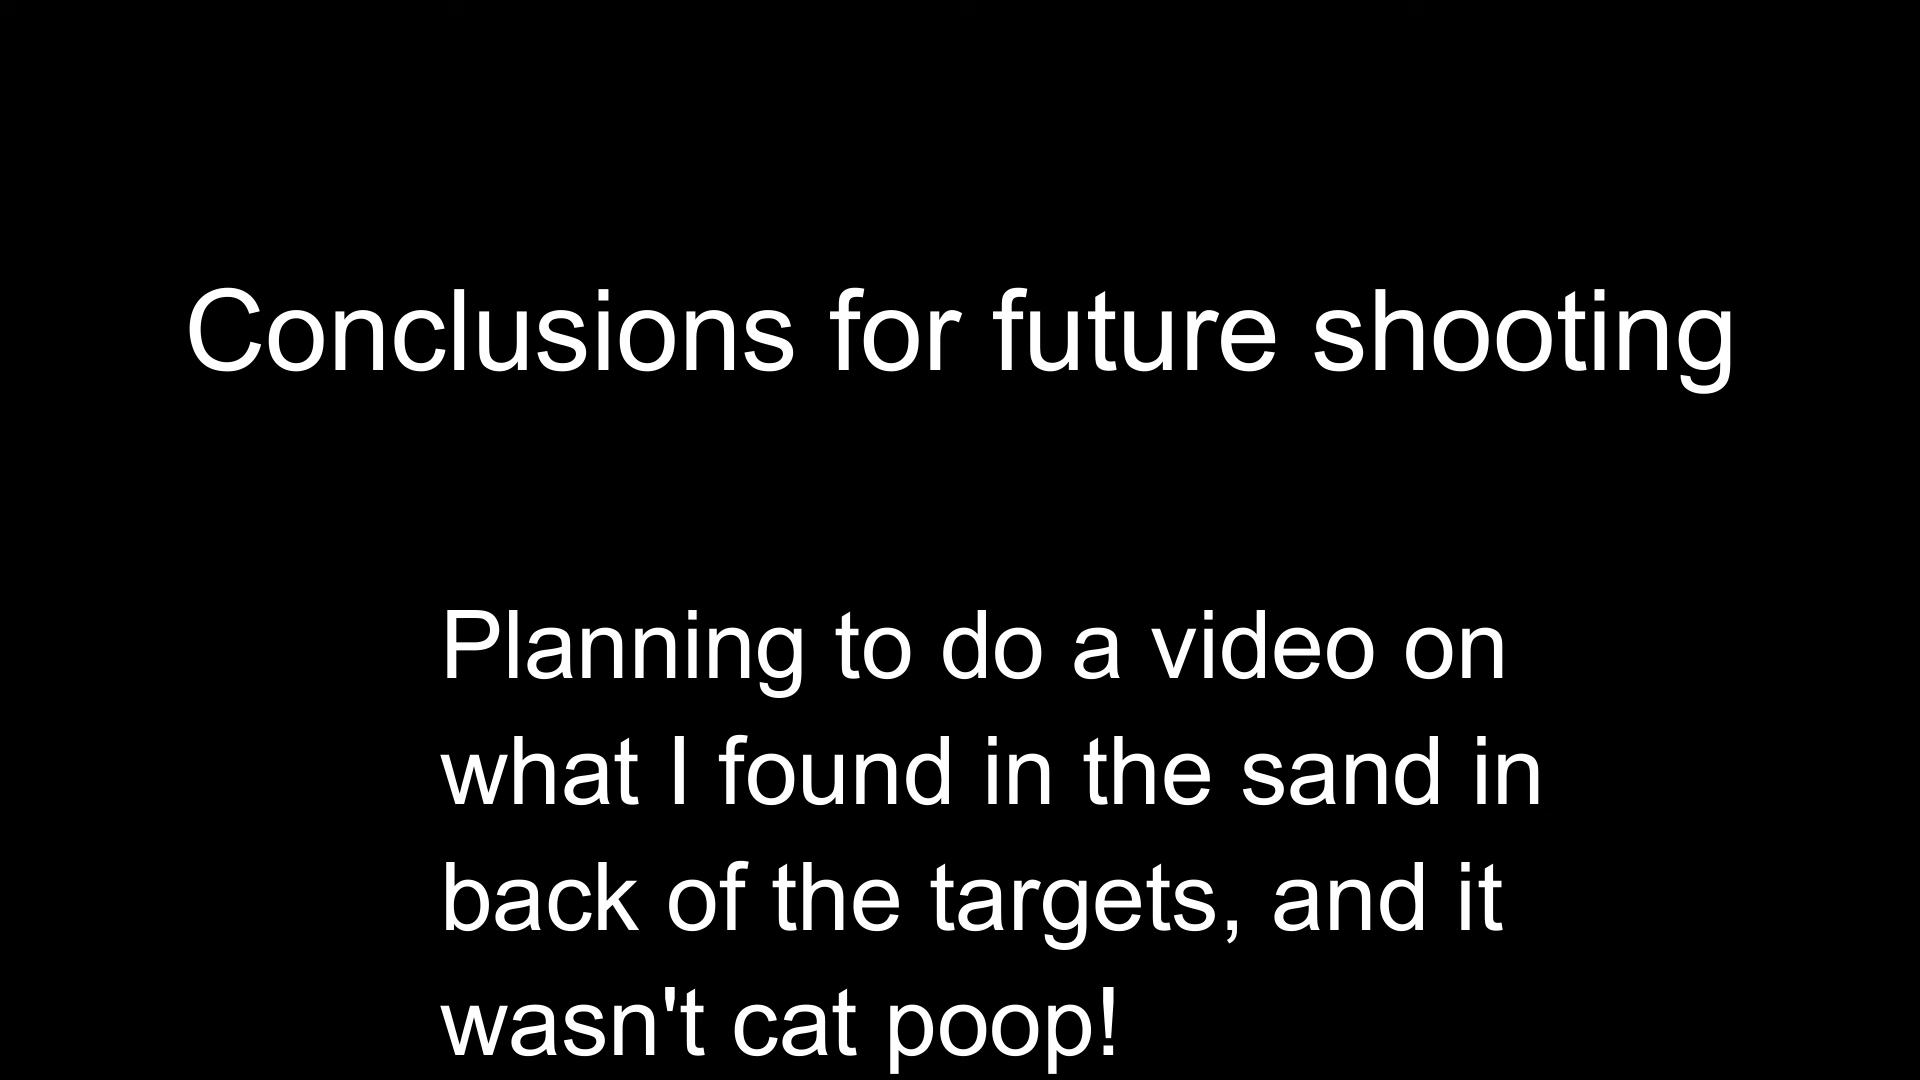 Conclusions for future shooting
Planning to do a video on
what I found in the sand in
back of the targets, and it
wasn't cat poop!